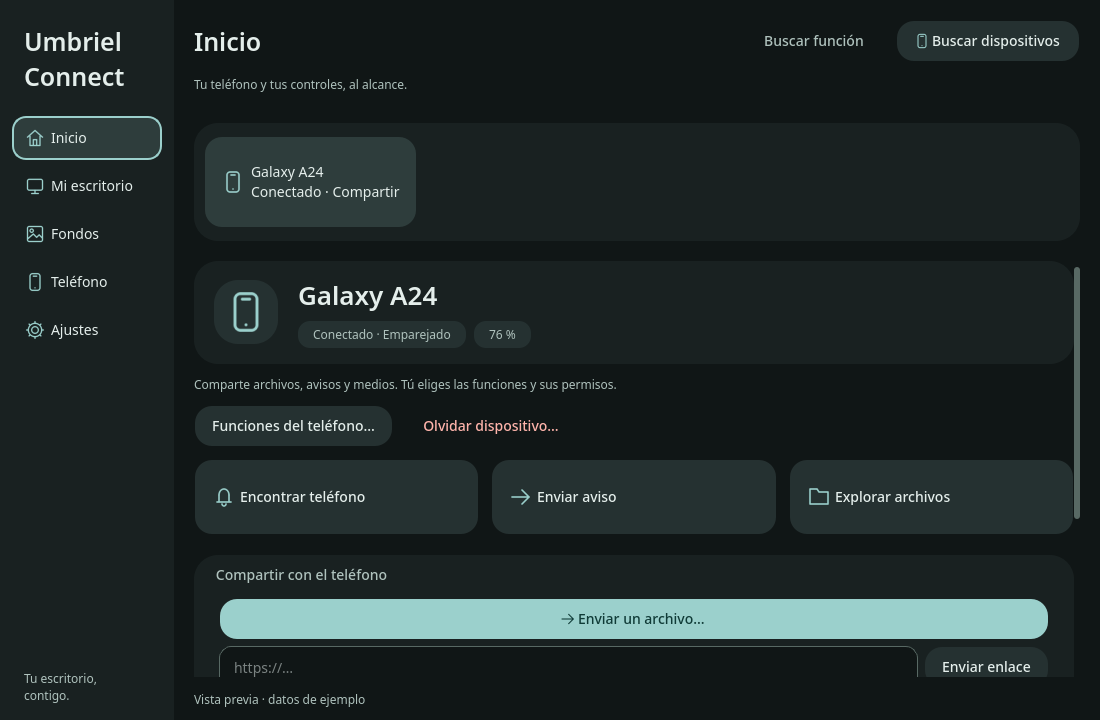 Umbriel
Connect
Inicio
Mi escritorio
Fondos
Teléfono
Ajustes
Tu escritorio,
contigo.
Inicio
Buscar función
Buscar dispositivos
Tu teléfono y tus controles, al alcance.
Galaxy A24
Conectado · Compartir
Galaxy A24
Conectado · Emparejado
76 %
Comparte archivos, avisos y medios. Tú eliges las funciones y sus permisos.
Funciones del teléfono...
Olvidar dispositivo...
Encontrar teléfono
Enviar aviso
Explorar archivos
Compartir con el teléfono
Enviar un archivo...
https://...
Enviar enlace
Vista previa · datos de ejemplo